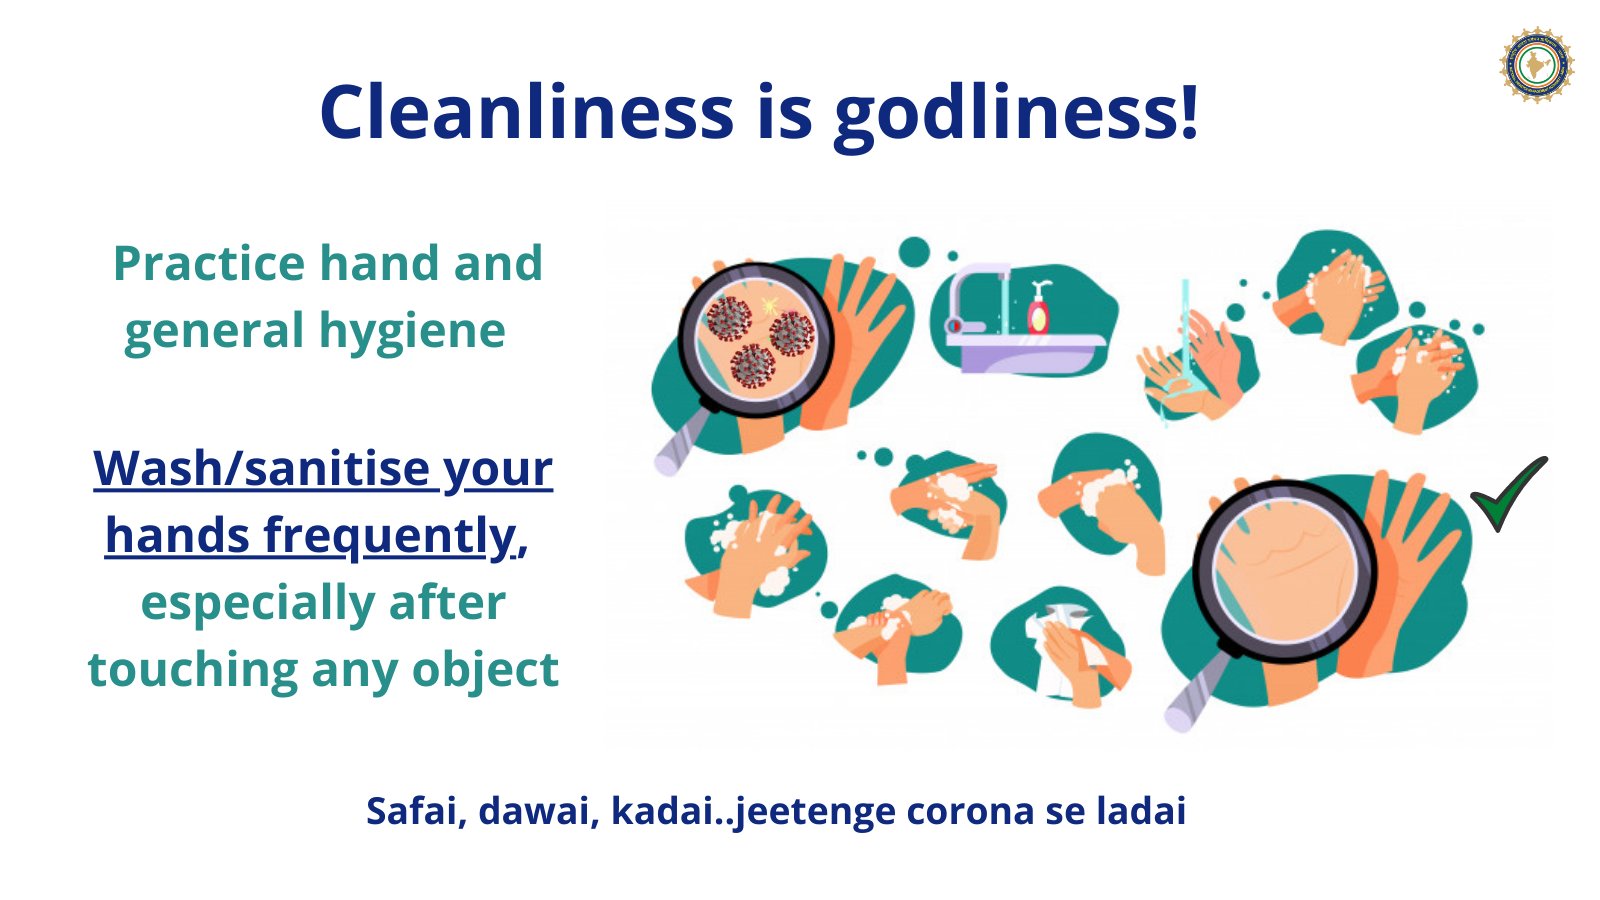 Cleanliness is godliness!
Practice hand and
general hygiene
Wash/sanitise your
hands frequently,
especially after
touching any object
Safai, dawai, kadai..jeetenge corona se ladai